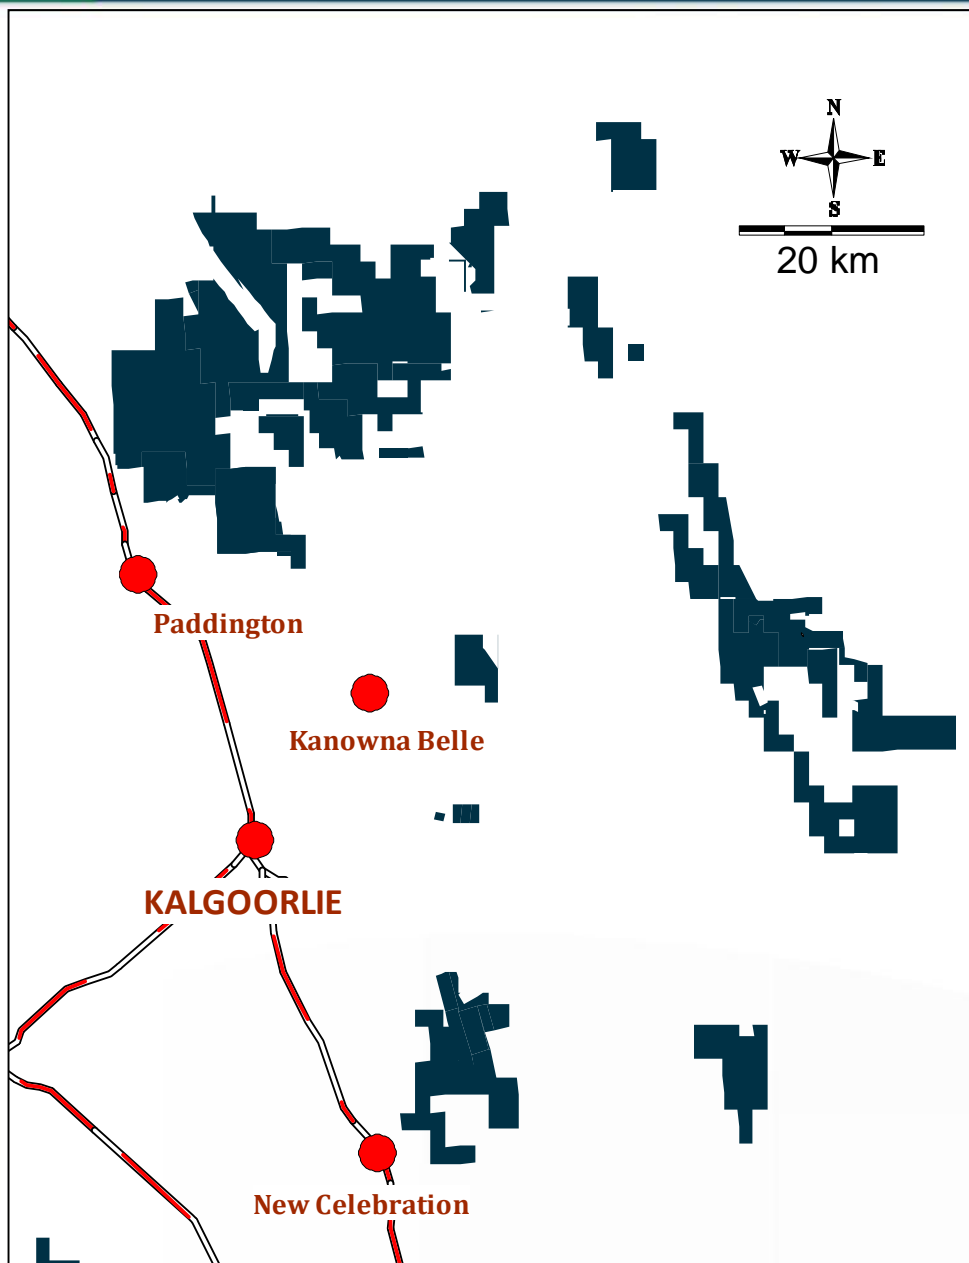 N
W E
S
20 km
Paddington
Kanowna Belle
KALGOORLIE
New Celebration